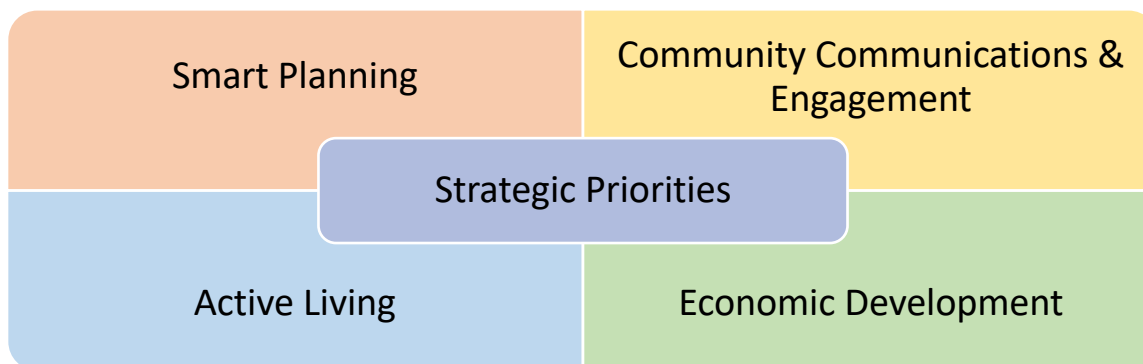 Smart Planning
Community Communications &
Engagement
Strategic Priorities
Active Living
Economic Development